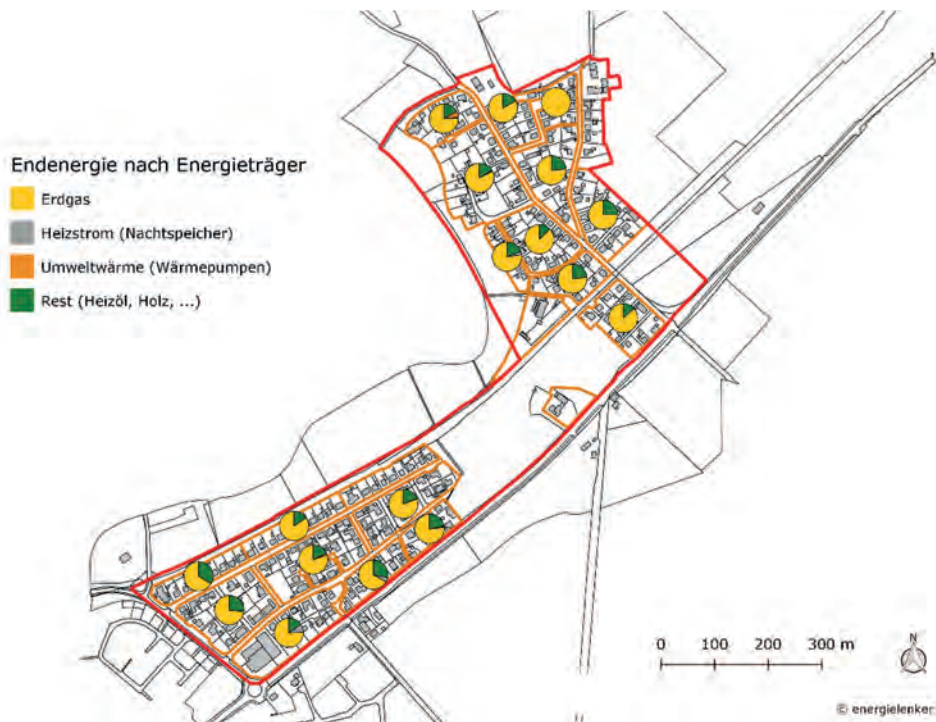 Endenergie nach Energieträger
Erdgas
Heizstrom (Nachtspeicher)
Umweltwärme (Wärmepumpen)
Rest (Heizöl, Holz, ...)
0 100 200 300 m
N
© energielenker